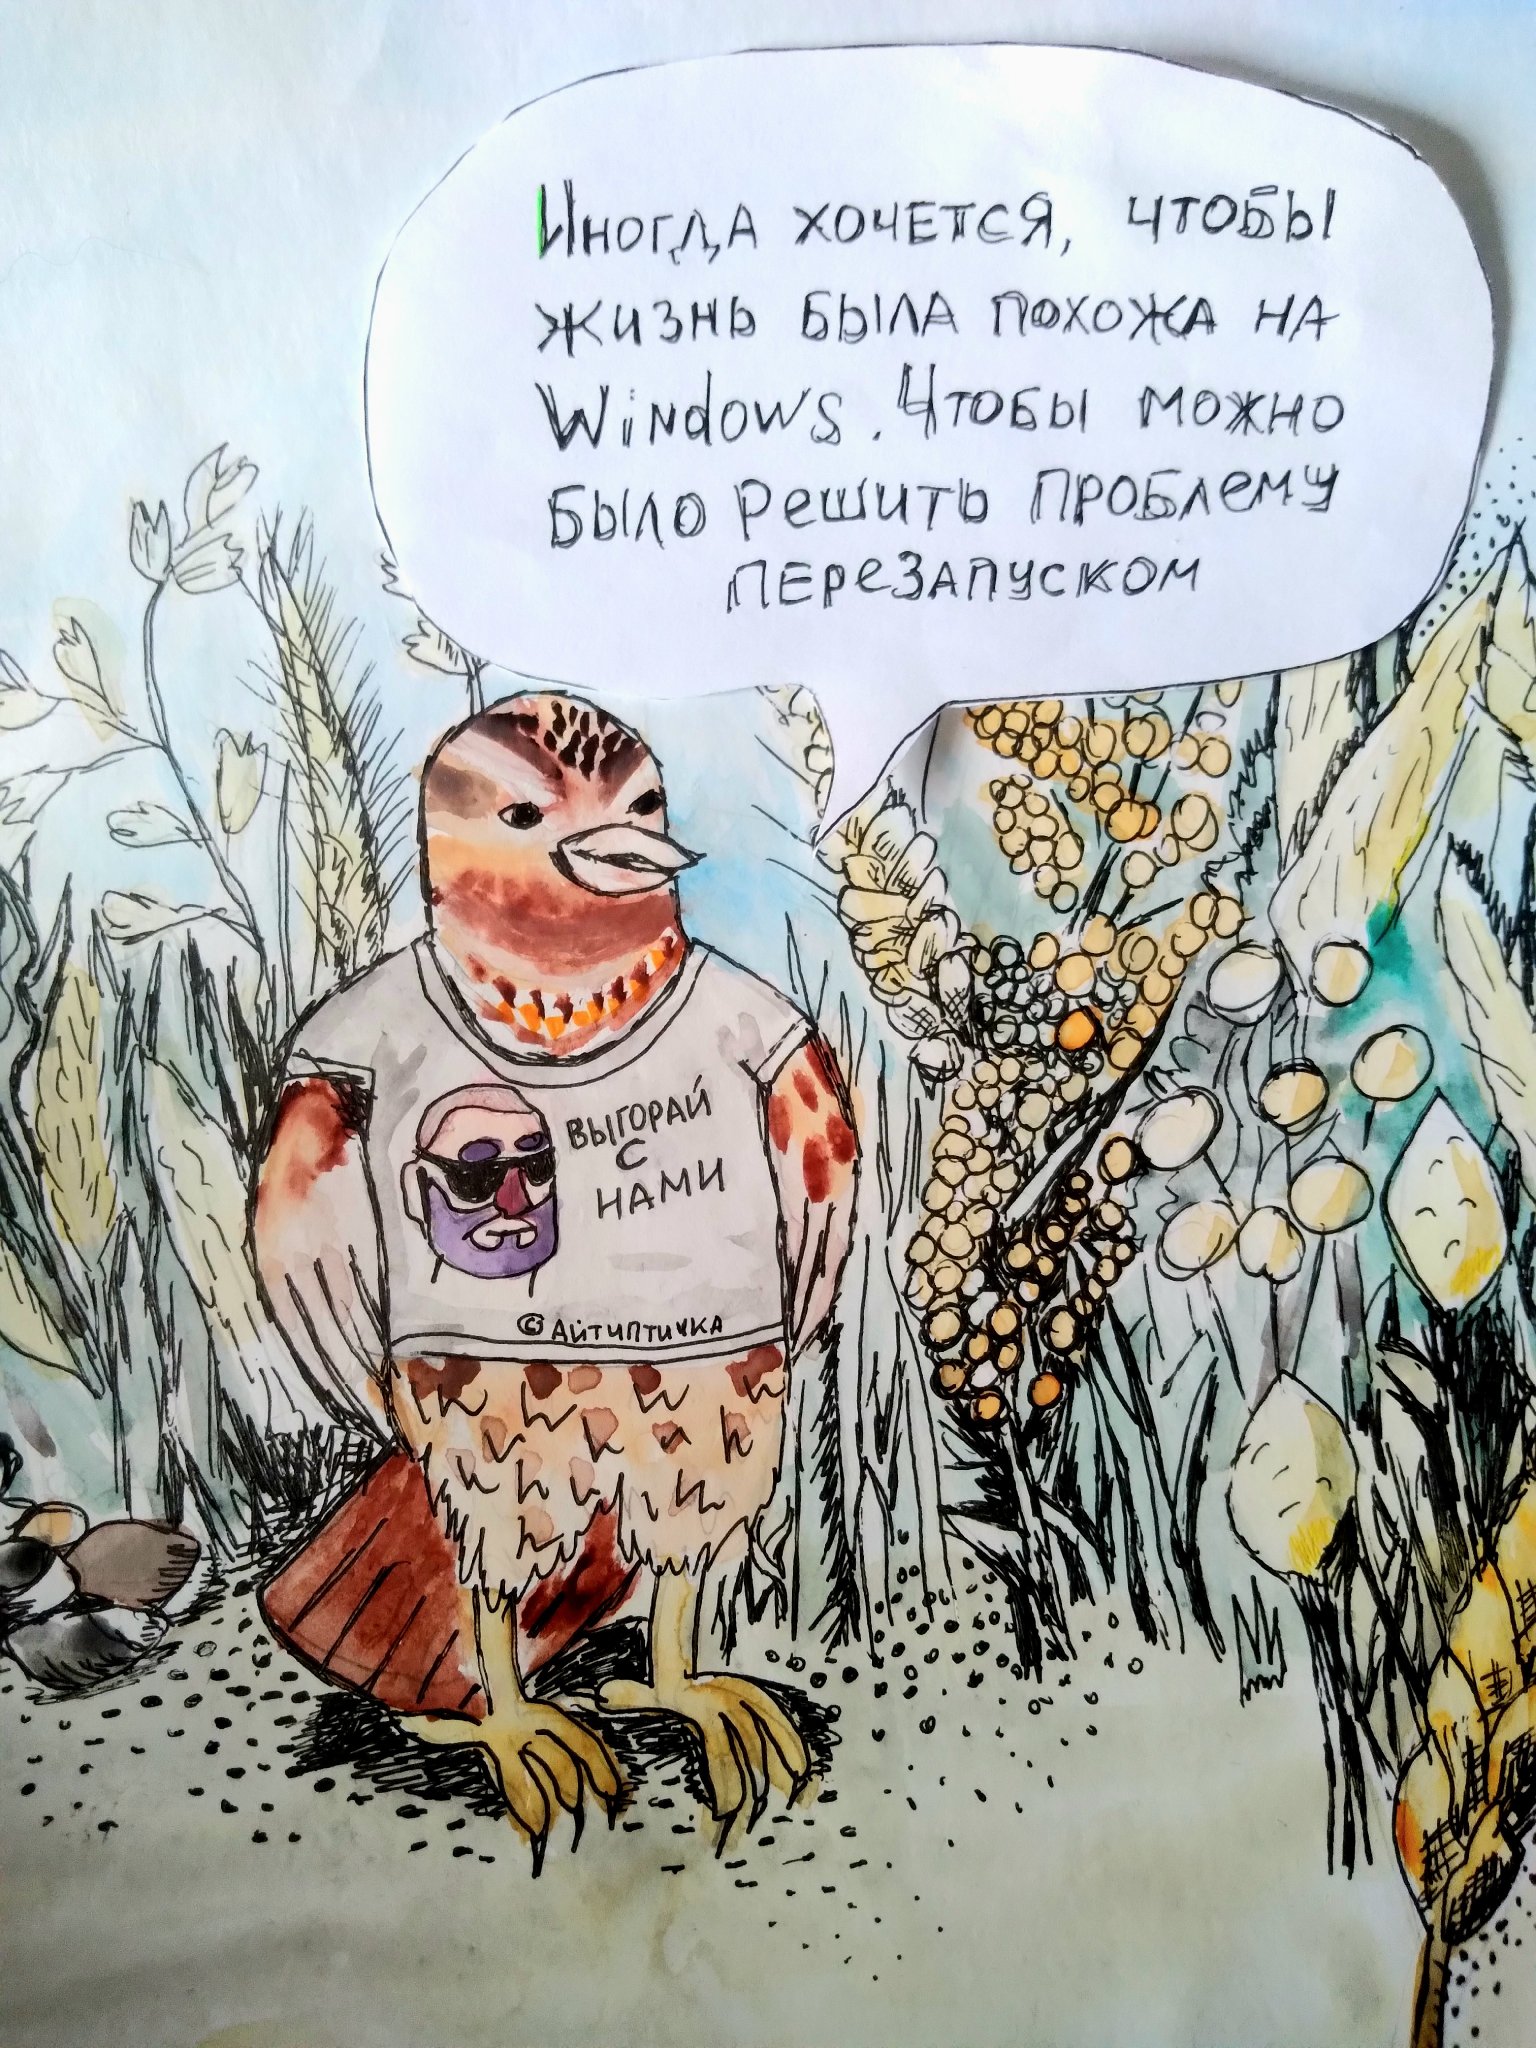 Иногда хочется, чтобы
жизнь была похожа на
Windows. Чтобы можно
было решить проблему
перезапуском
ВЫГОРАЙ
С
НАМИ
© АЙТИПТИЧКА